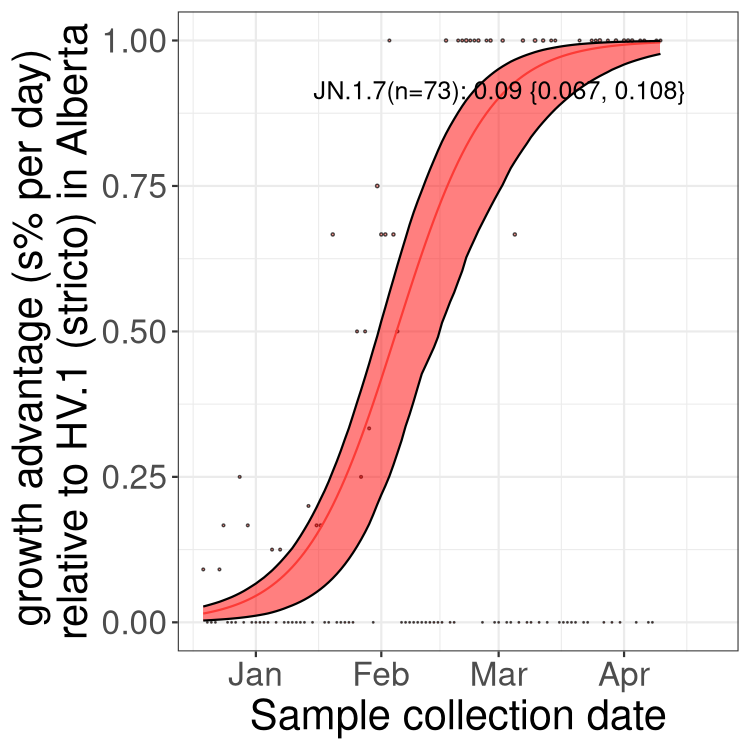 growth advantage (s% per day)
relative to HV.1 (stricto) in Alberta
1.00
JN.1.7(n=73): 0.09 {0.067, 0.108}
0.75
0.50
0.25
0.00
Jan Feb Mar Apr
Sample collection date